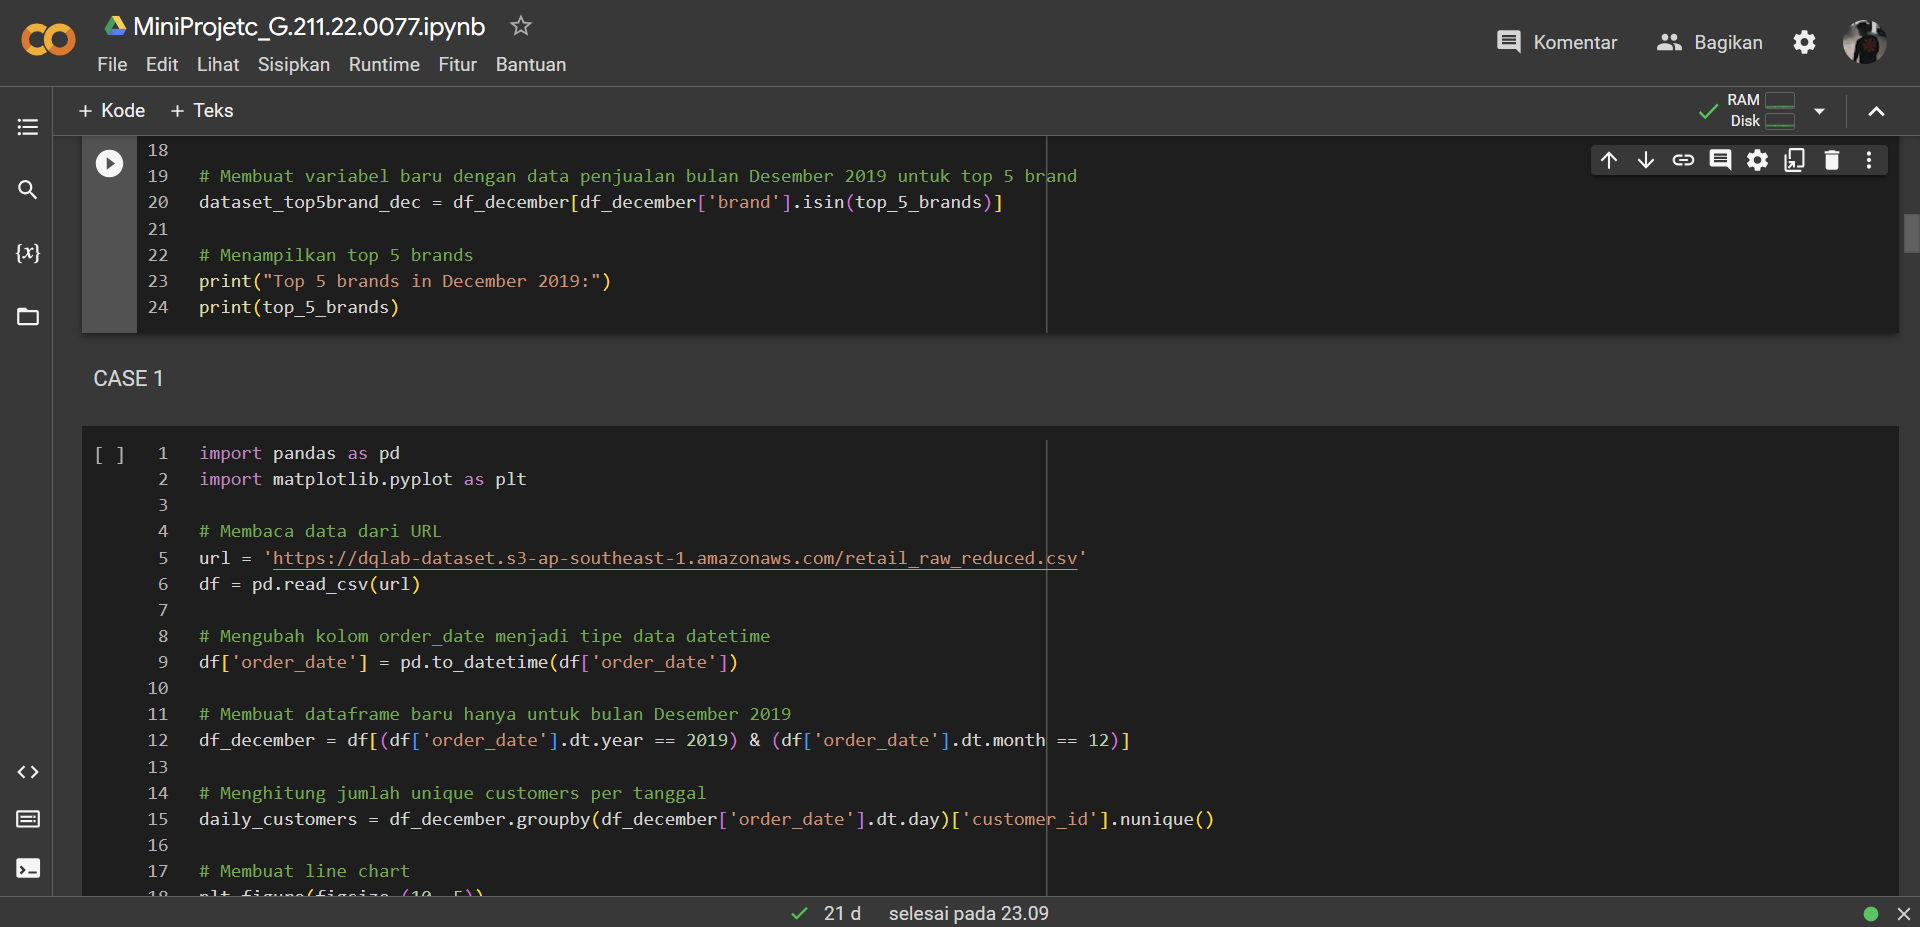 MiniProjetc_G.211.22.0077.ipynb
File Edit Lihat Sisipkan Runtime Fitur Bantuan
Komentar Bagikan
+ Kode + Teks
RAM
Disk
18
19 # Membuat variabel baru dengan data penjualan bulan Desember 2019 untuk top 5 brand
20 dataset_top5brand_dec = df_december[df_december['brand'].isin(top_5_brands)]
21
22 # Menampilkan top 5 brands
23 print("Top 5 brands in December 2019:")
24 print(top_5_brands)
{x}
CASE 1
[ ] 1 import pandas as pd
2 import matplotlib.pyplot as plt
3
4 # Membaca data dari URL
5 url = 'https://dqlab-dataset.s3-ap-southeast-1.amazonaws.com/retail_raw_reduced.csv'
6 df = pd.read_csv(url)
7
8 # Mengubah kolom order_date menjadi tipe data datetime
9 df['order_date'] = pd.to_datetime(df['order_date'])
10
11 # Membuat dataframe baru hanya untuk bulan Desember 2019
12 df_december = df[(df['order_date'].dt.year == 2019) & (df['order_date'].dt.month == 12)]
13
14 # Menghitung jumlah unique customers per tanggal
15 daily_customers = df_december.groupby(df_december['order_date'].dt.day)['customer_id'].nunique()
16
17 # Membuat line chart
18 plt.figure(figsize=(10, 5))
21 d selesai pada 23.09